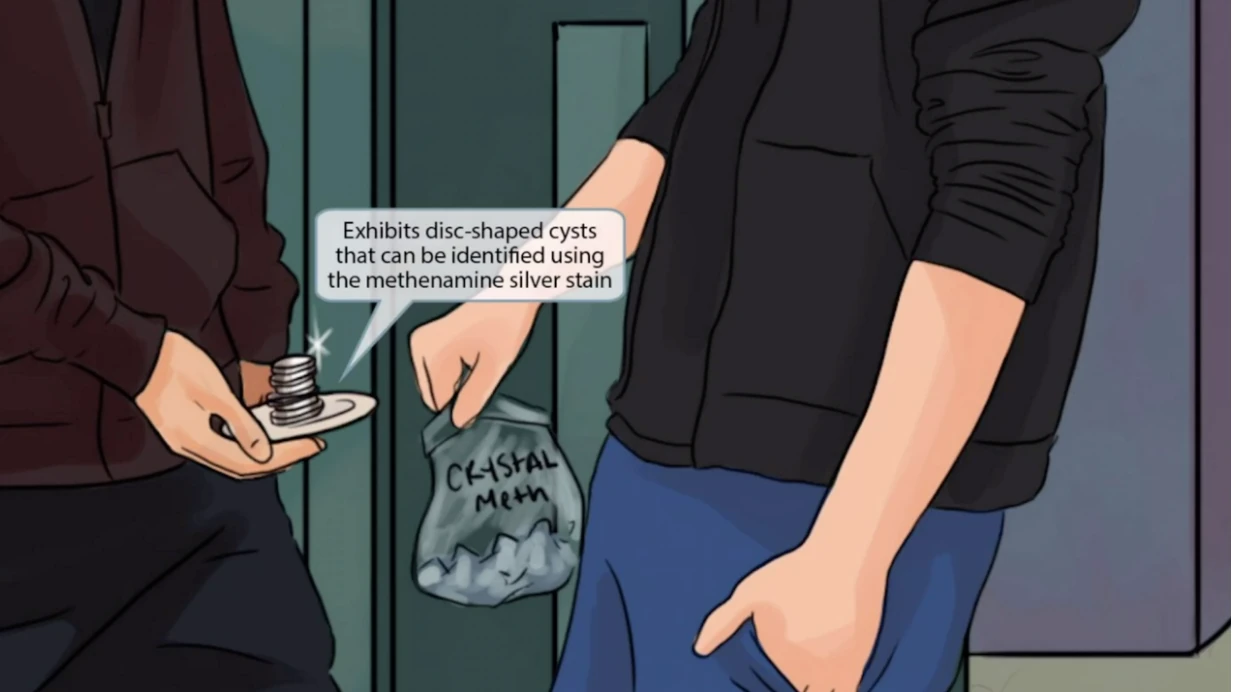 Exhibits disc-shaped cysts
that can be identified using
the methenamine silver stain
CRYSTAL
Meth